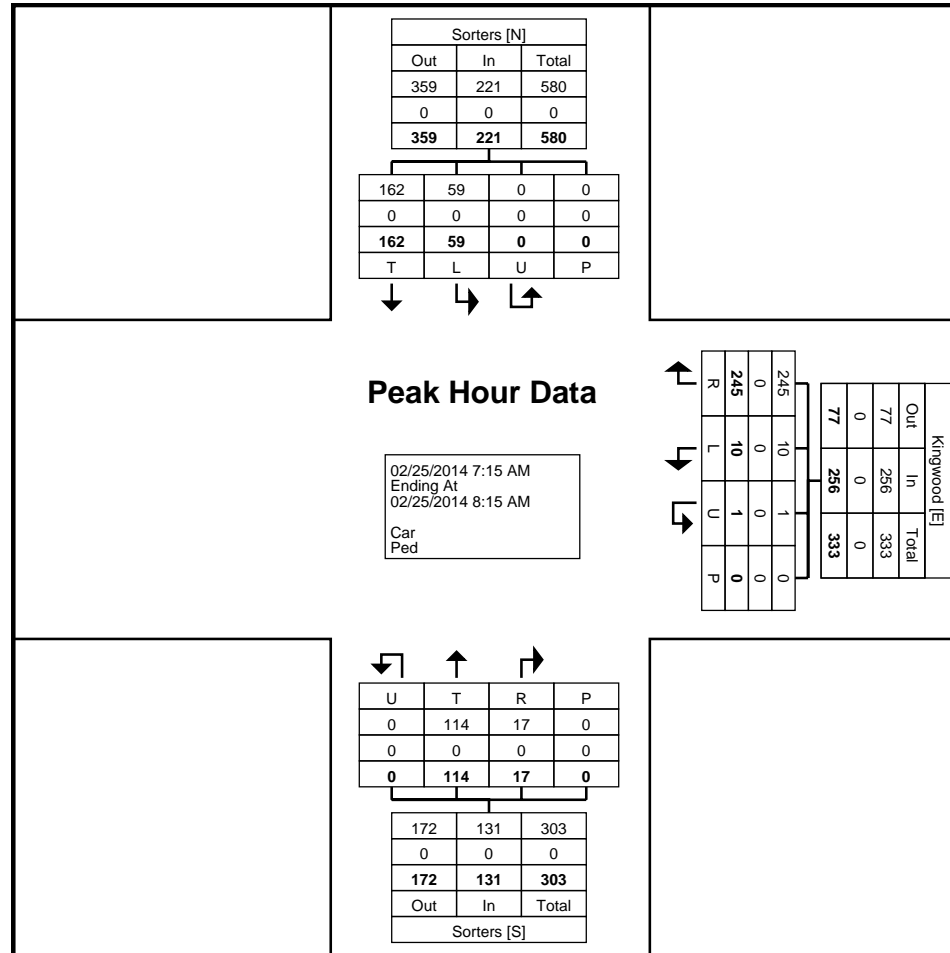 Sorters [N]
Out In Total
359 221 580
0 0 0
359 221 580
162 59 0 0
0 0 0 0
162 59 0 0
T L U P
Peak Hour Data
02/25/2014 7:15 AM
Ending At
02/25/2014 8:15 AM
Car
Ped
Kingwood [E]
Out In Total
77 256 333
0 0 0
77 256 333
245 10 1 0
0 0 0 0
245 10 1 0
R L U P
U T R P
0 114 17 0
0 0 0 0
0 114 17 0
172 131 303
0 0 0
172 131 303
Out In Total
Sorters [S]